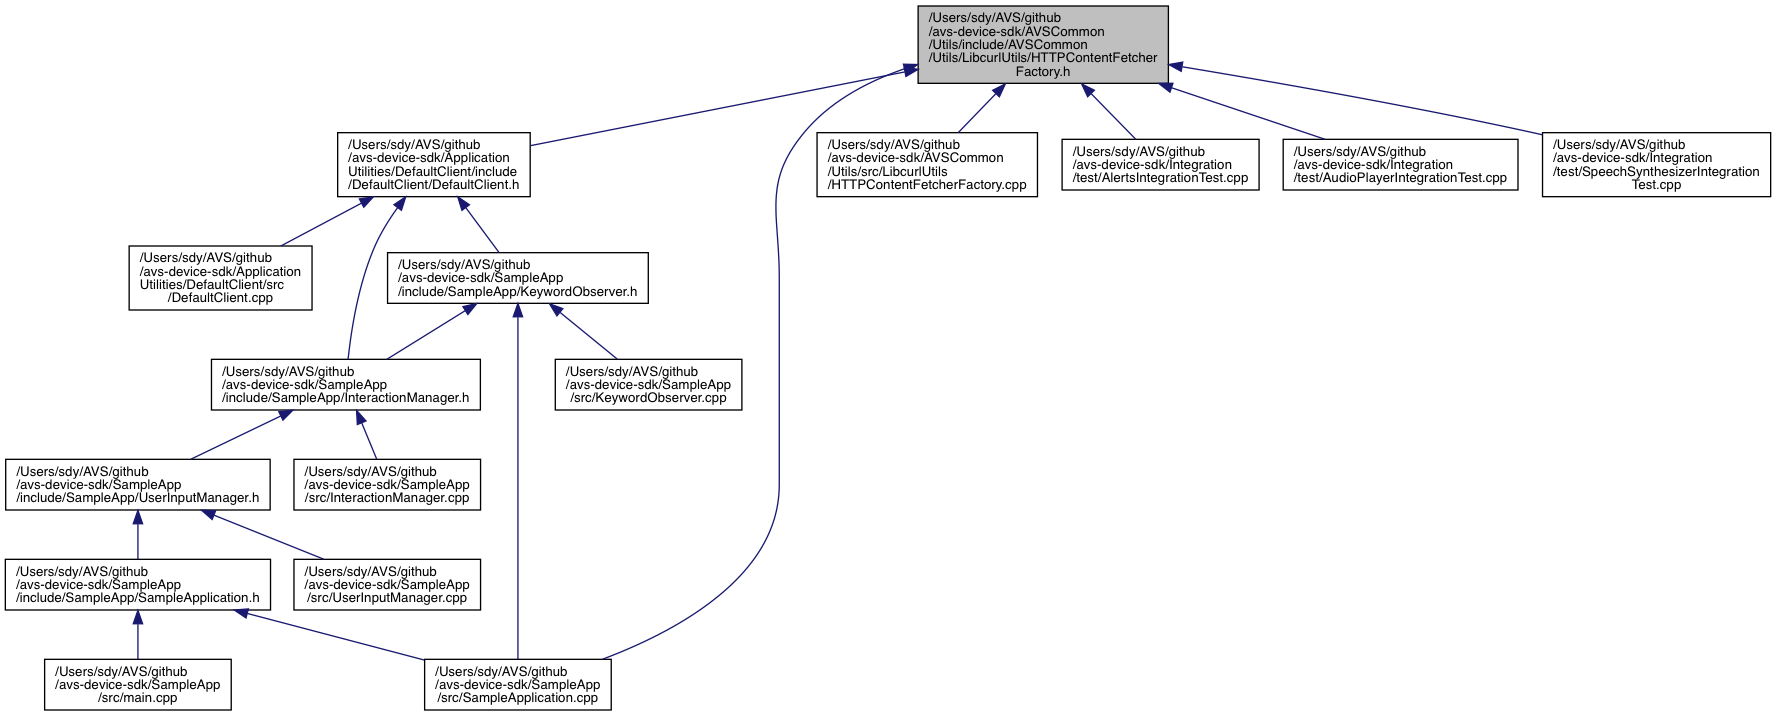 /Users/sdy/AVS/github
/avs-device-sdk/AVSCommon
/Utils/include/AVSCommon
/Utils/LibcurlUtils/HTTPContentFetcher
Factory.h
/Users/sdy/AVS/github
/avs-device-sdk/Application
Utilities/DefaultClient/include
/DefaultClient/DefaultClient.h
/Users/sdy/AVS/github
/avs-device-sdk/AVSCommon
/Utils/src/LibcurlUtils
/HTTPContentFetcherFactory.cpp
/Users/sdy/AVS/github
/avs-device-sdk/Integration
/test/AlertsIntegrationTest.cpp
/Users/sdy/AVS/github
/avs-device-sdk/Integration
/test/AudioPlayerIntegrationTest.cpp
/Users/sdy/AVS/github
/avs-device-sdk/Integration
/test/SpeechSynthesizerIntegration
Test.cpp
/Users/sdy/AVS/github
/avs-device-sdk/Application
Utilities/DefaultClient/src
/DefaultClient.cpp
/Users/sdy/AVS/github
/avs-device-sdk/SampleApp
/include/SampleApp/KeywordObserver.h
/Users/sdy/AVS/github
/avs-device-sdk/SampleApp
/include/SampleApp/InteractionManager.h
/Users/sdy/AVS/github
/avs-device-sdk/SampleApp
/src/KeywordObserver.cpp
/Users/sdy/AVS/github
/avs-device-sdk/SampleApp
/include/SampleApp/UserInputManager.h
/Users/sdy/AVS/github
/avs-device-sdk/SampleApp
/src/InteractionManager.cpp
/Users/sdy/AVS/github
/avs-device-sdk/SampleApp
/include/SampleApp/SampleApplication.h
/Users/sdy/AVS/github
/avs-device-sdk/SampleApp
/src/UserInputManager.cpp
/Users/sdy/AVS/github
/avs-device-sdk/SampleApp
/src/main.cpp
/Users/sdy/AVS/github
/avs-device-sdk/SampleApp
/src/SampleApplication.cpp